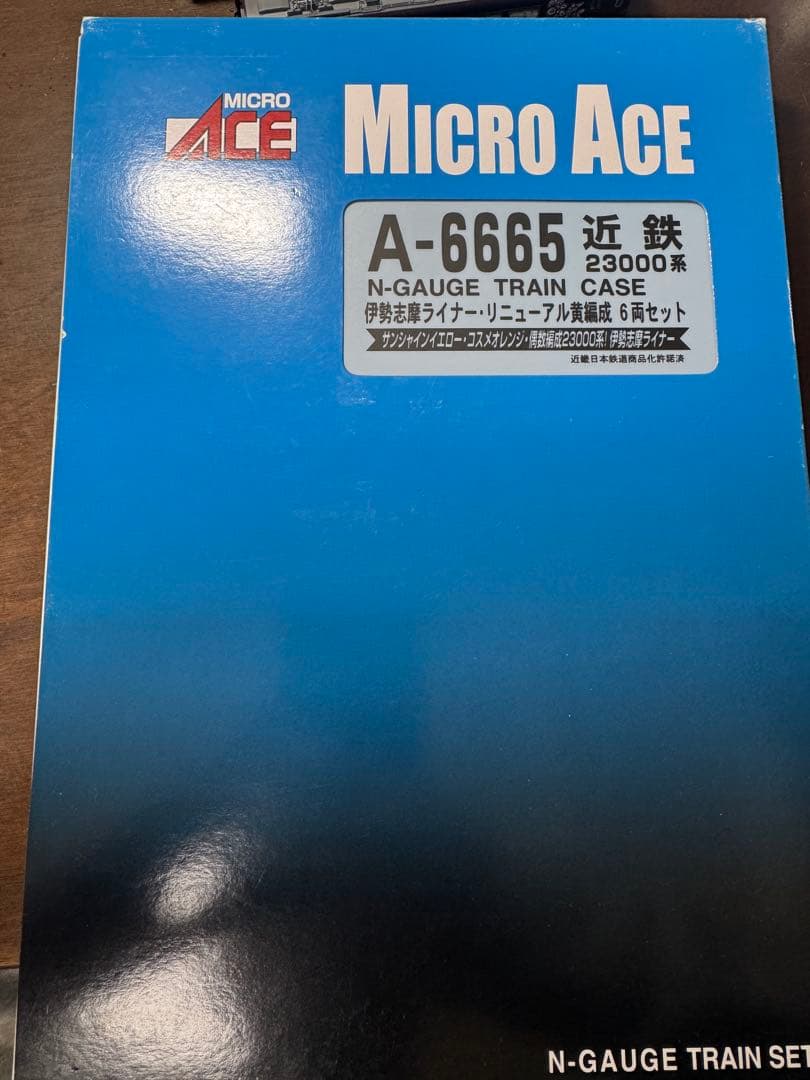 MICRO
ACE
MICRO ACE
A-6665 近鉄
23000系
N-GAUGE TRAIN CASE
伊勢志摩ライナー・リニューアル黄編成 6両セット
サンシャインイエロー・コスメオレンジ・偶数編成23000系!伊勢志摩ライナー
近畿日本鉄道商品化許諾済
N-GAUGE TRAIN SET